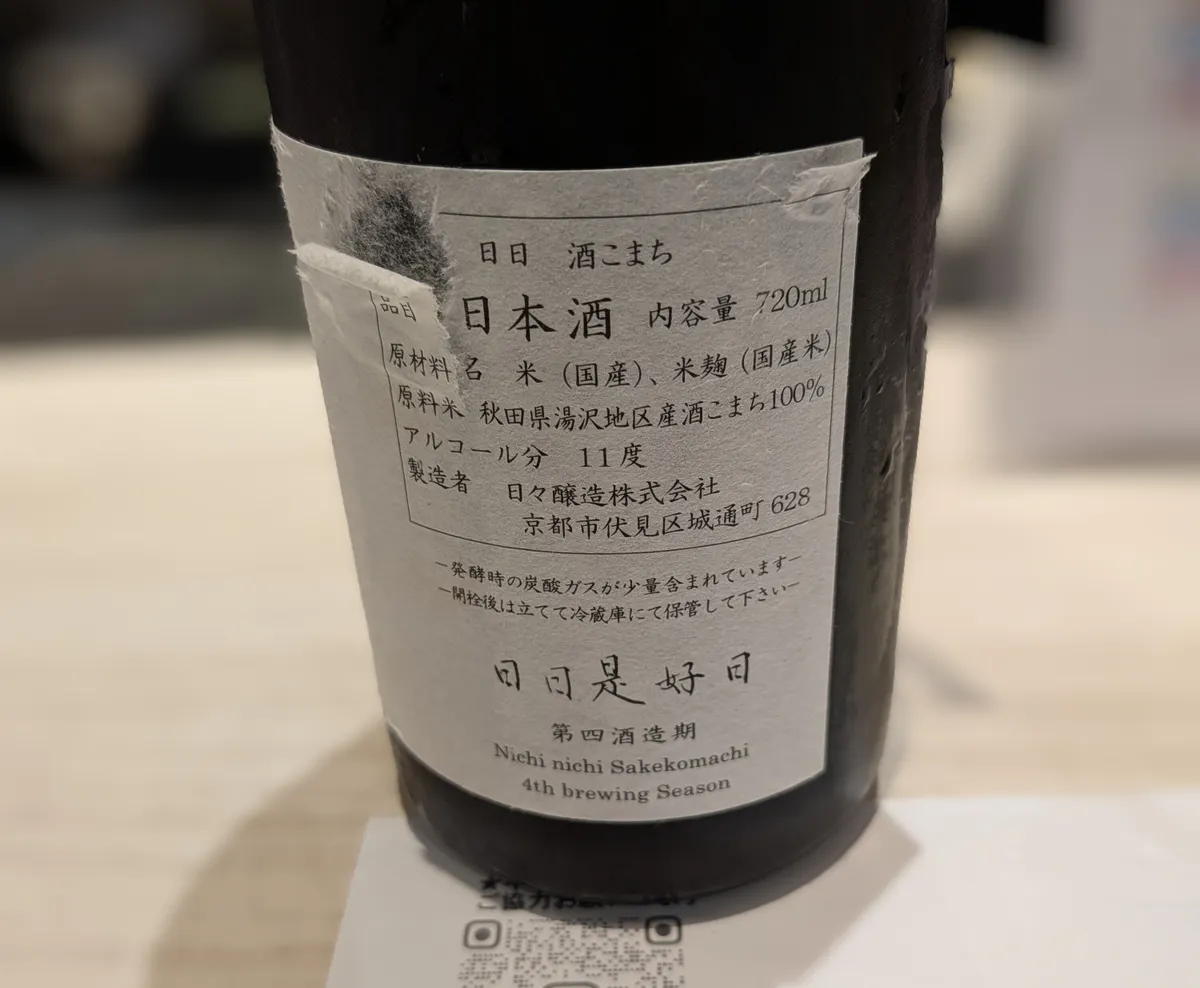 日日 酒こまち
品目 日本酒 内容量 720ml
原材料名 米（国産）、米麹（国産米）
原料米 秋田県湯沢地区産酒こまち100%
アルコール分 11度
製造者 日々醸造株式会社
京都市伏見区城通町 628
−発酵時の炭酸ガスが少量含まれています−
−開栓後は立てて冷蔵庫にて保管して下さい−
日日是好日
第四酒造期
Nichi nichi Sakekomachi
4th brewing Season
ご協力お願